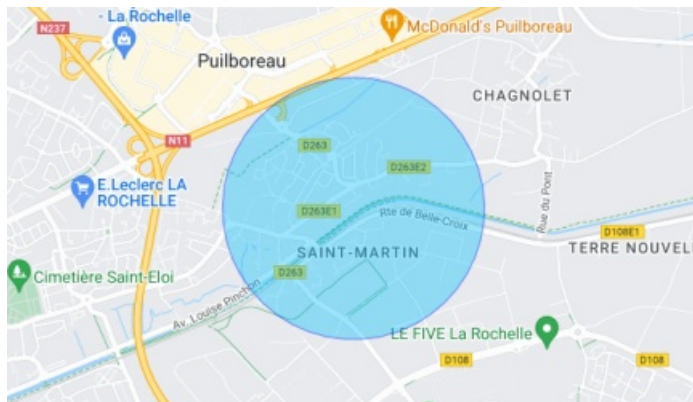 - La Rochelle
N237
McDonald's Puilboreau
Puilboreau
CHAGNOLET
N11
D263
D263E2
E.Leclerc LA
ROCHELLE
Rue du Pont
D263E1
Rte de Belle-Croix
D108E1
SAINT-MARTIN
TERRE NOUVELL
D263
Cimetière Saint-Eloi
Av. Louise Pinchon
LE FIVE La Rochelle
D108
D108